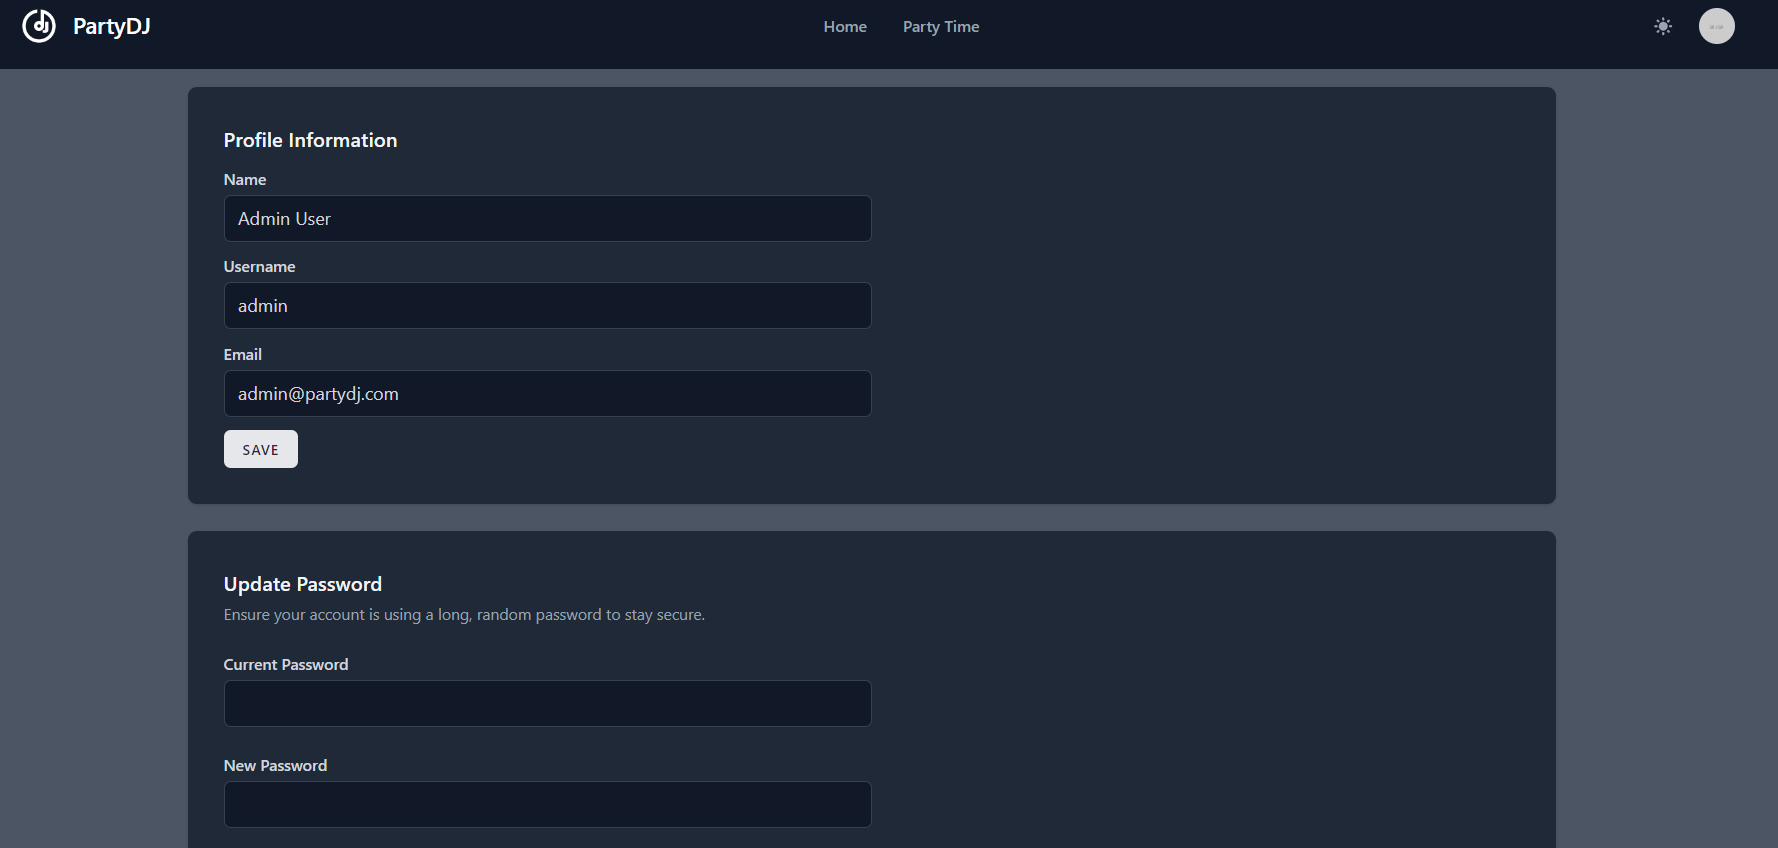 PartyDJ
Home
Party Time
Profile Information
Name
Admin User
Username
admin
Email
admin@partydj.com
SAVE
Update Password
Ensure your account is using a long, random password to stay secure.
Current Password
New Password